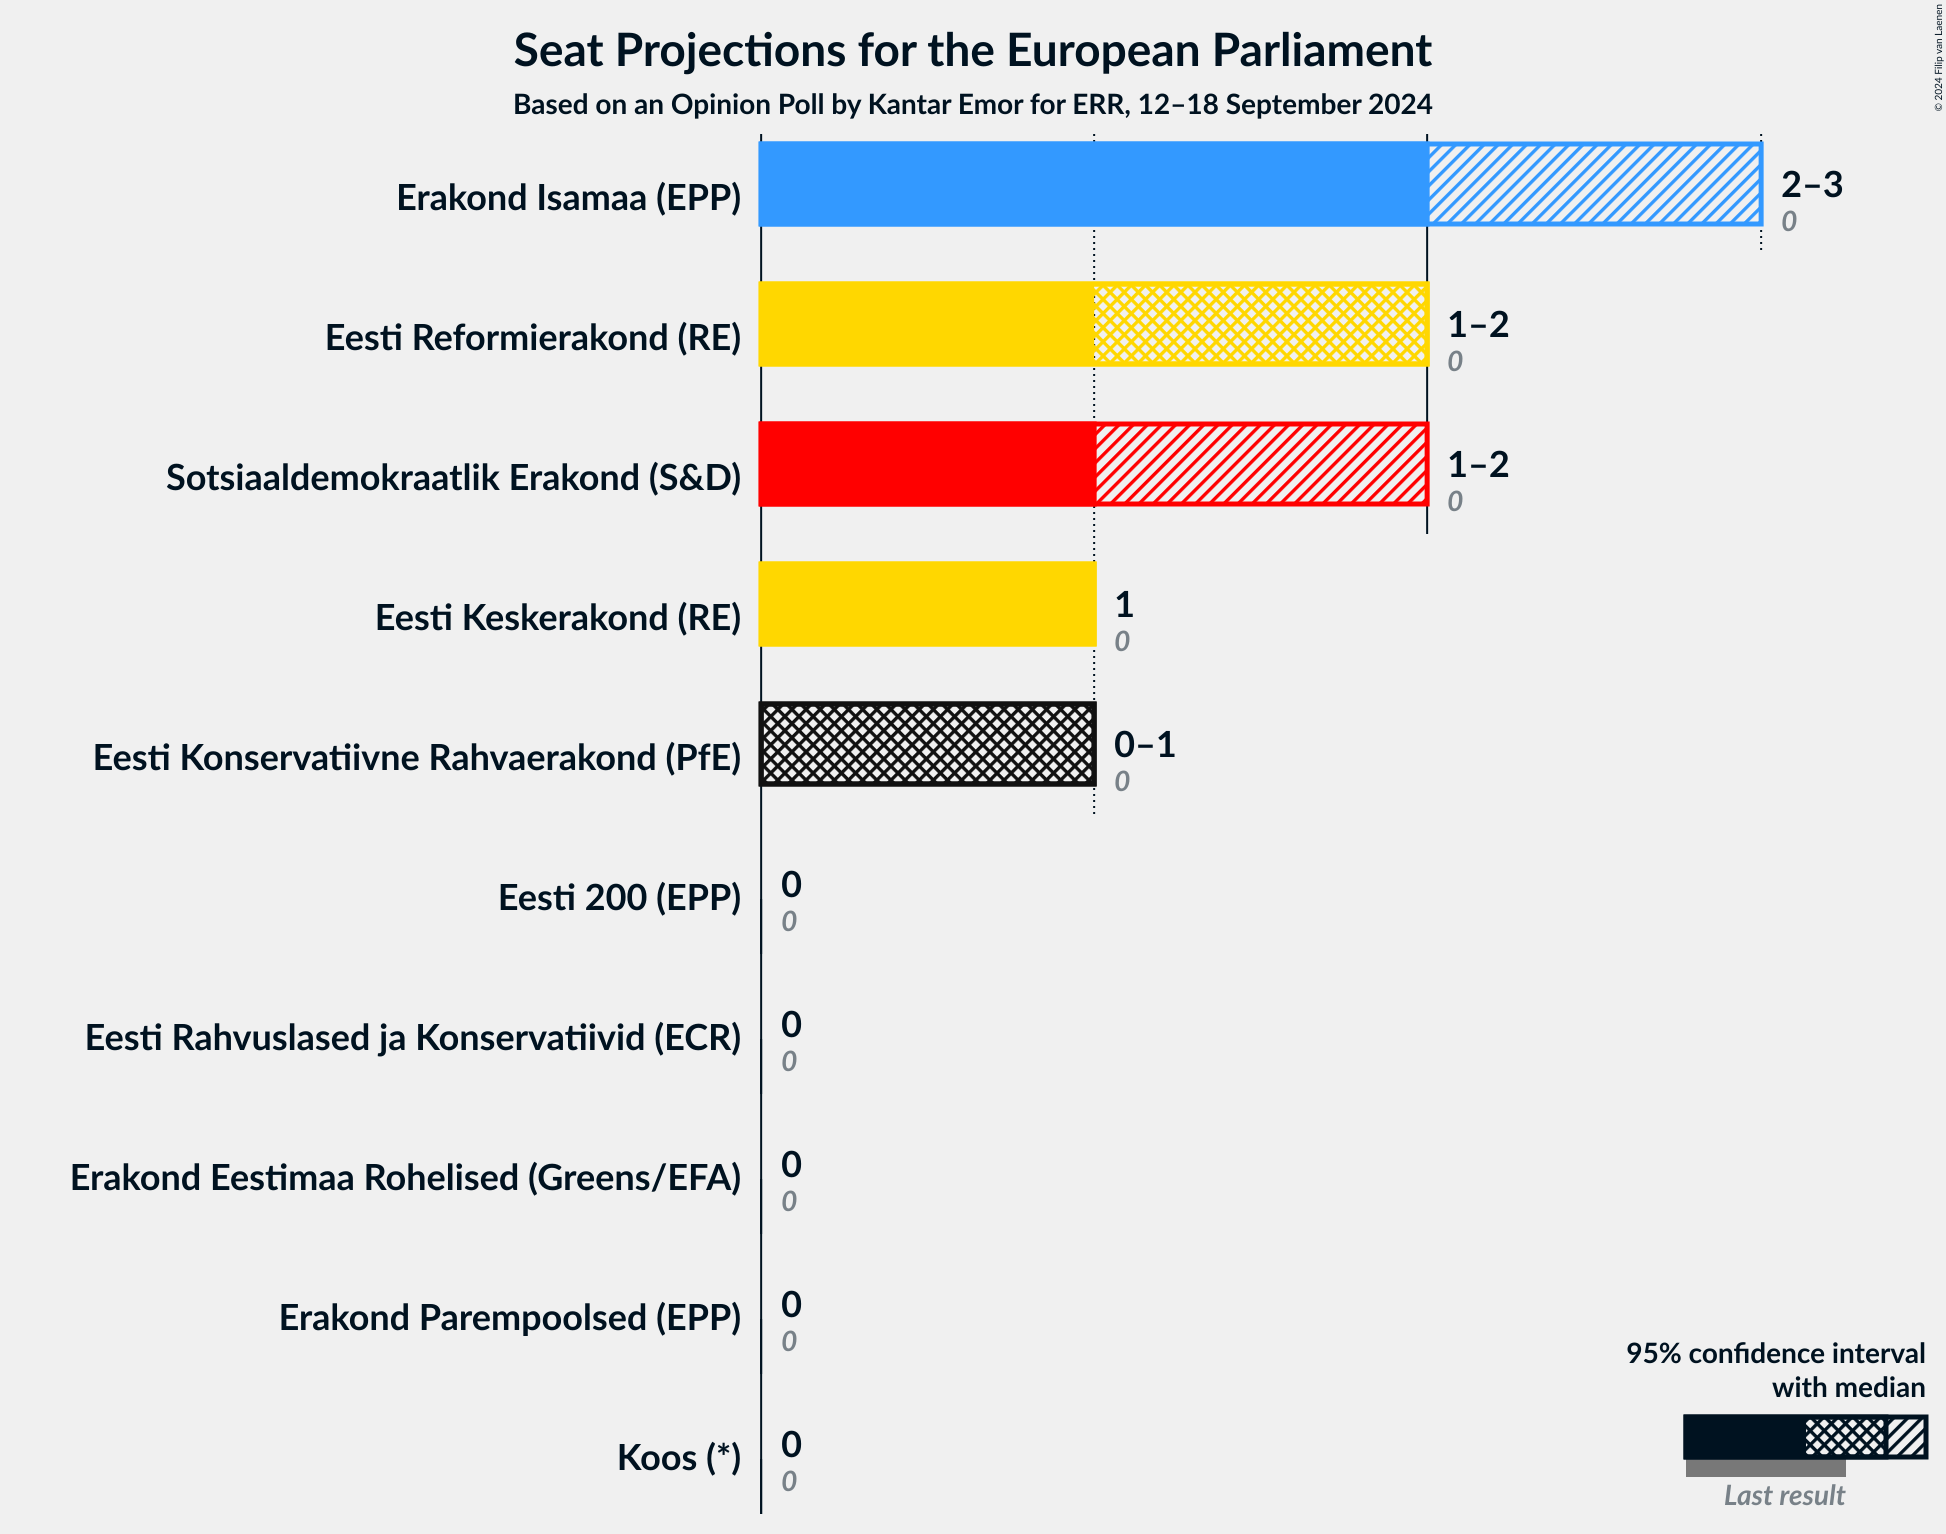 Seat Projections for the European Parliament
Based on an Opinion Poll by Kantar Emor for ERR, 12–18 September 2024
© 2024 Filip van Laenen
Erakond Isamaa (EPP)
2–3
0
Eesti Reformierakond (RE)
1–2
0
Sotsiaaldemokraatlik Erakond (S&D)
1–2
0
Eesti Keskerakond (RE)
1
0
Eesti Konservatiivne Rahvaerakond (PfE)
0–1
0
Eesti 200 (EPP)
0
0
Eesti Rahvuslased ja Konservatiivid (ECR)
0
0
Erakond Eestimaa Rohelised (Greens/EFA)
0
0
Erakond Parempoolsed (EPP)
0
0
Koos (*)
0
0
95% confidence interval
with median
Last result